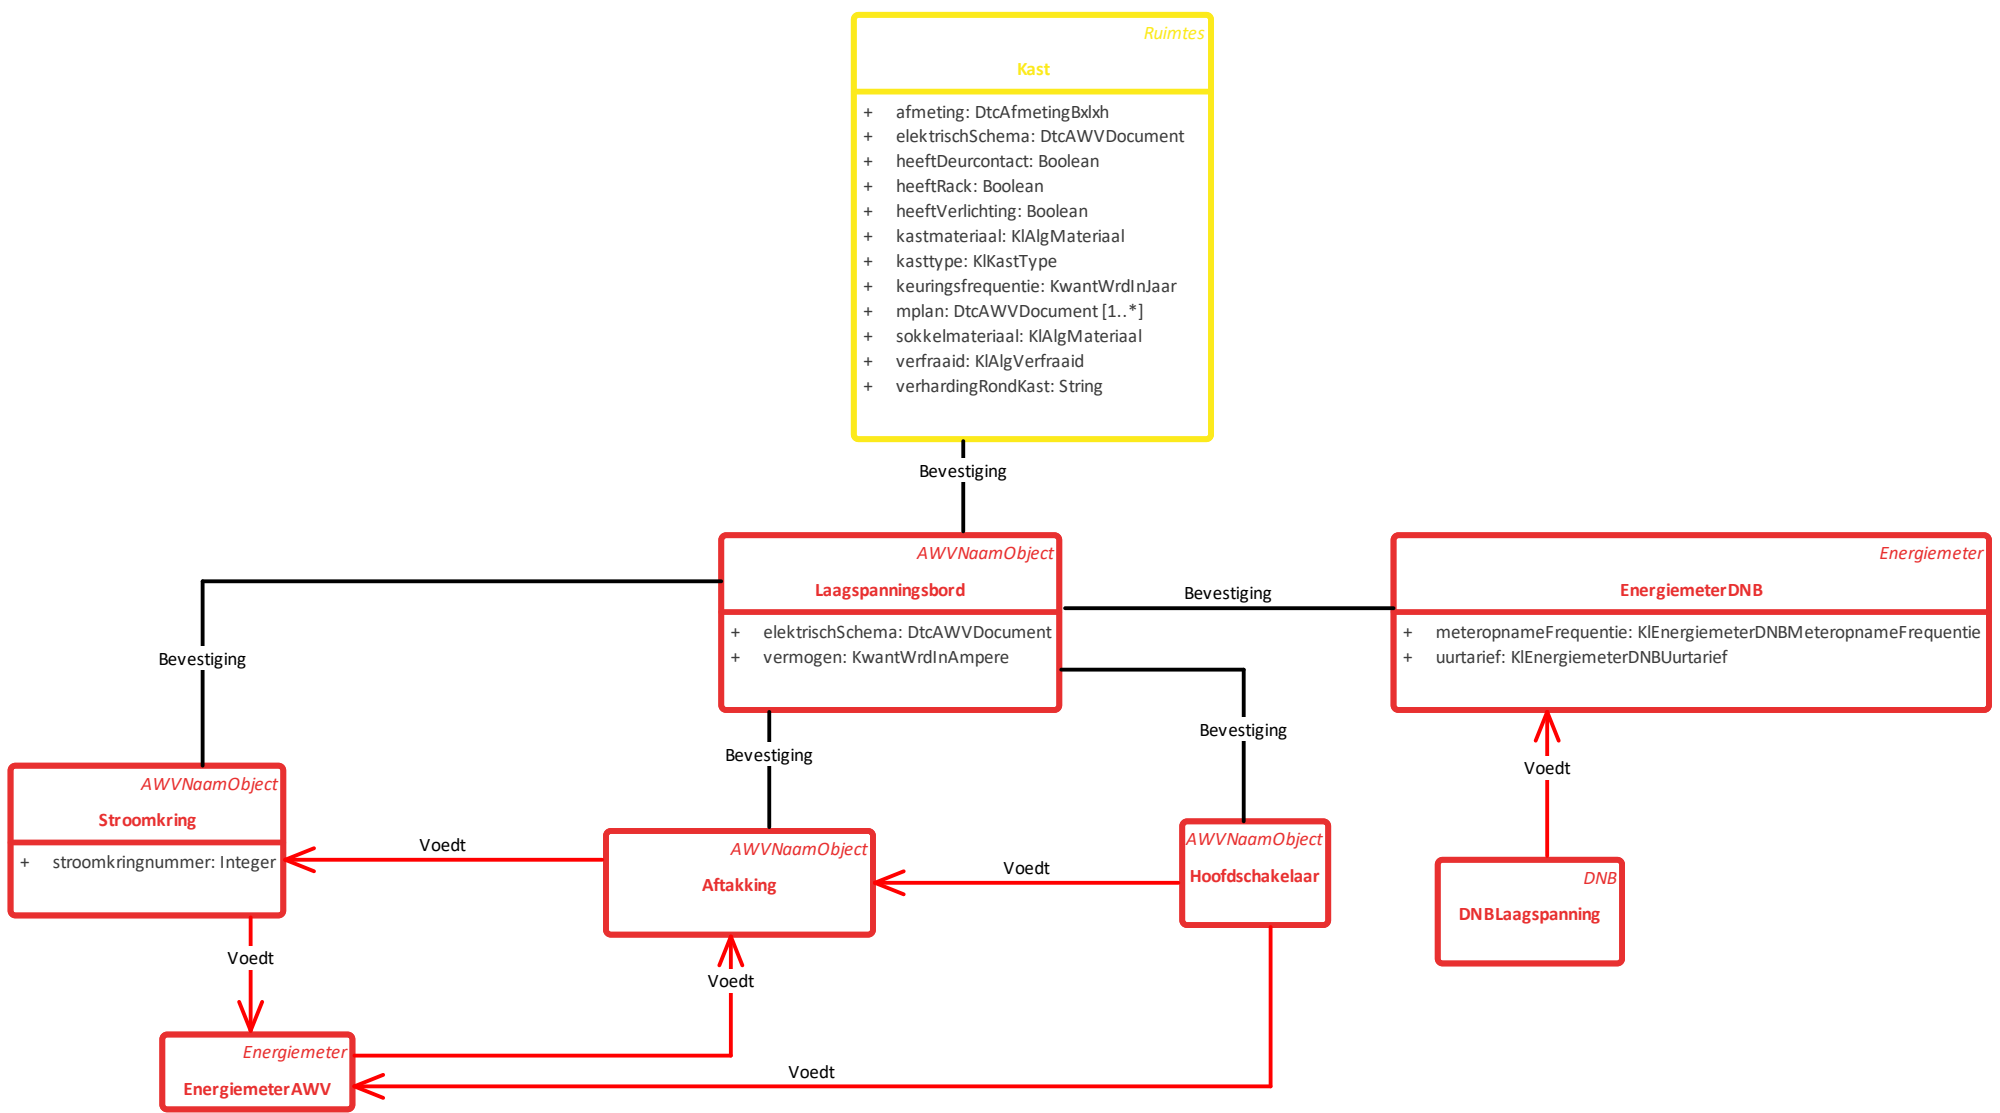 Ruimtes
Kast
+ afmeting: DtcAfmetingBxlxh
+ elektrischSchema: DtcAWVDocument
+ heeftDeurcontact: Boolean
+ heeftRack: Boolean
+ heeftVerlichting: Boolean
+ kastmateriaal: KlAlgMateriaal
+ kasttype: KlKastType
+ keuringsfrequentie: KwantWrdInJaar
+ mplan: DtcAWVDocument [1..*]
+ sokkelmateriaal: KlAlgMateriaal
+ verfraaid: KlAlgVerfraaid
+ verhardingRondKast: String
Bevestiging
AWVNaamObject
Laagspanningsbord
+ elektrischSchema: DtcAWVDocument
+ vermogen: KwantWrdInAmpere
Bevestiging
Energiemeter
EnergiemeterDNB
+ meteropnameFrequentie: KlEnergiemeterDNBMeteropnameFrequentie
+ uurtarief: KlEnergiemeterDNBUurtarief
Bevestiging
Bevestiging
Bevestiging
Voedt
AWVNaamObject
Stroomkring
+ stroomkringnummer: Integer
Voedt
AWVNaamObject
Aftakking
Voedt
AWVNaamObject
Hoofdschakelaar
DNB
DNBLaagspanning
Voedt
Voedt
Energiemeter
EnergiemeterAWV
Voedt